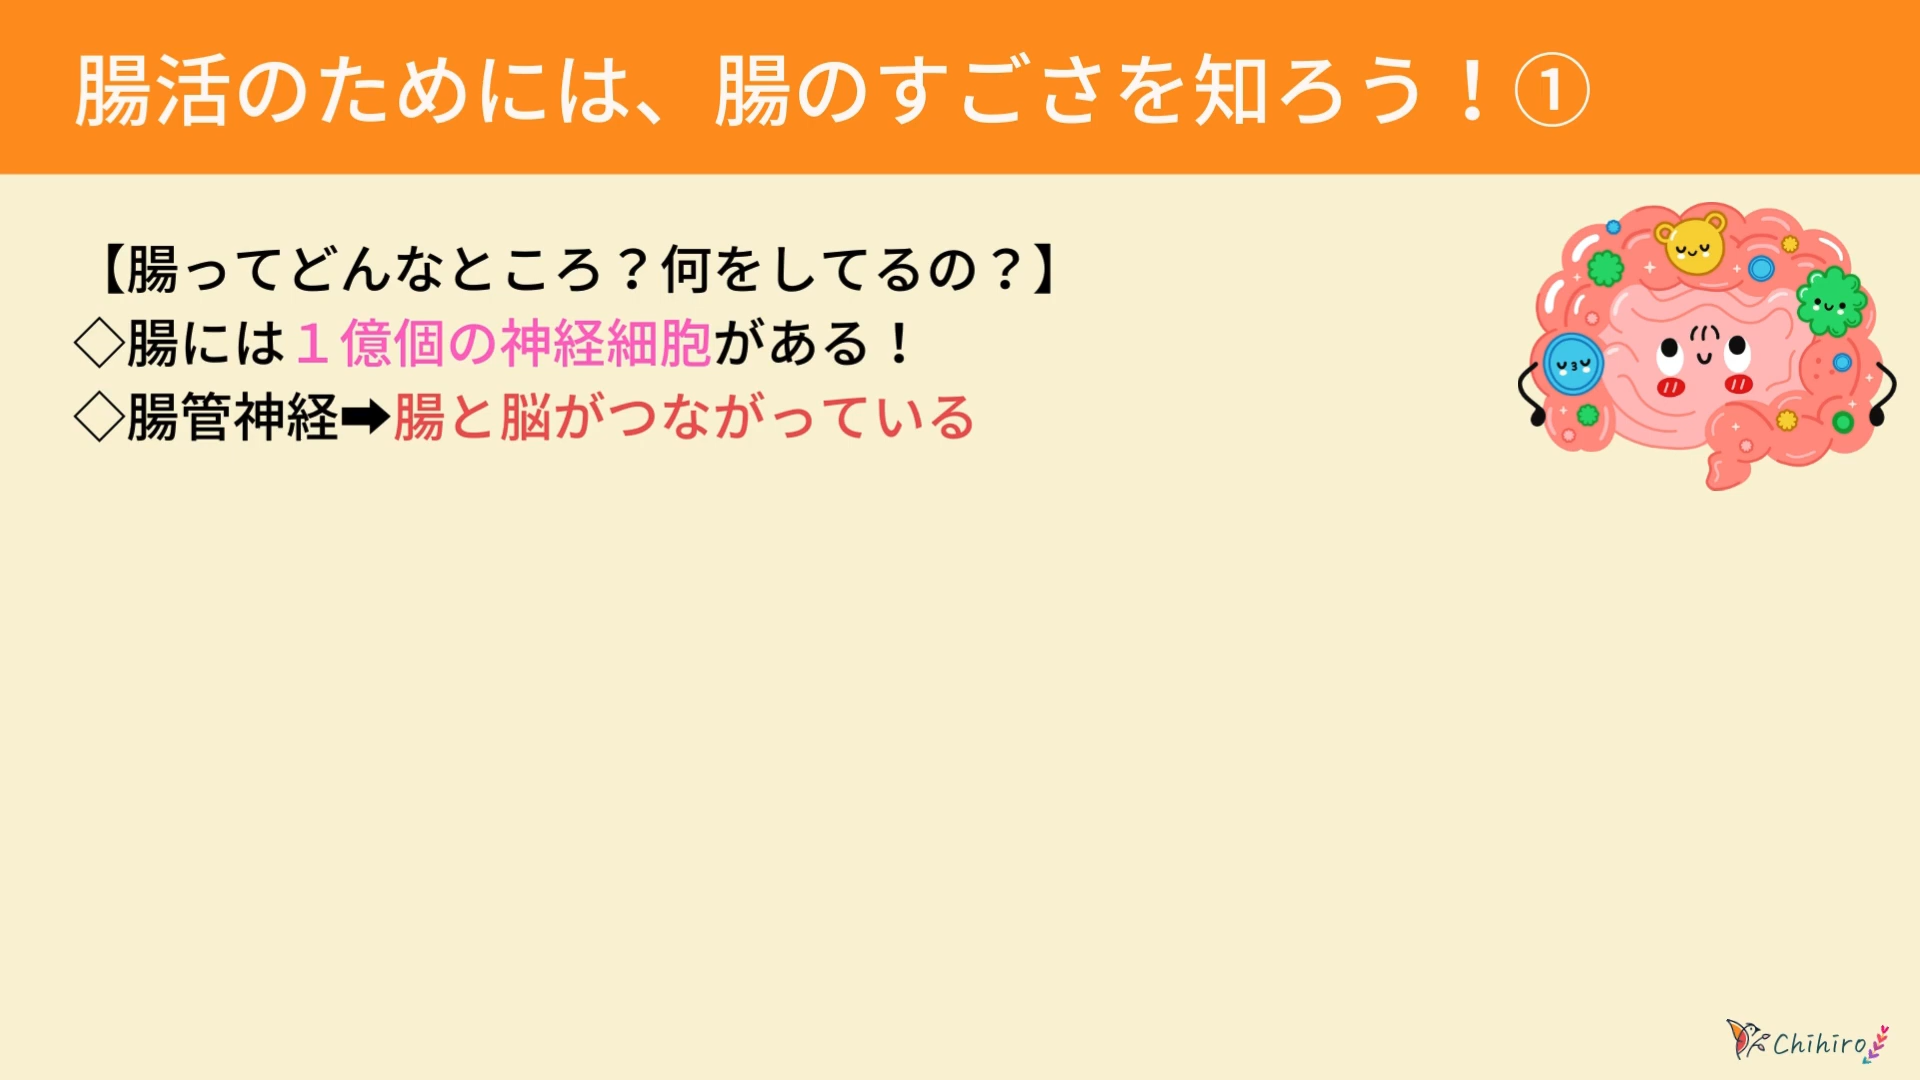 腸活のためには、腸のすごさを知ろう！①
【腸ってどんなところ？何をしてるの？】
◇腸には１億個の神経細胞がある！
◇腸管神経➡腸と脳がつながっている
Chihiro